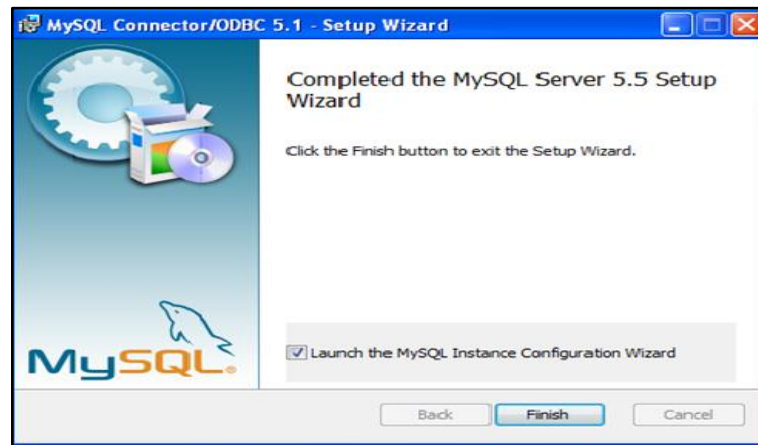 MySQL Connector/ODBC 5.1 - Setup Wizard
Completed the MySQL Server 5.5 Setup
Wizard
Click the Finish button to exit the Setup Wizard.
Launch the MySQL Instance Configuration Wizard
MySQL.
Back
Finish
Cancel